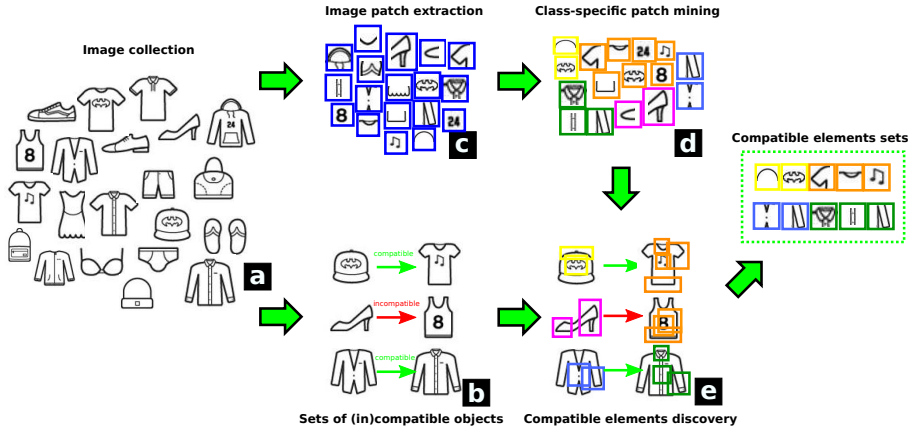 Image collection
Image patch extraction
Class-specific patch mining
24
8
8
24
24
8
c
d
Compatible elements sets
a
compatible
incompatible
8
compatible
b
8
e
Sets of (in)compatible objects
Compatible elements discovery